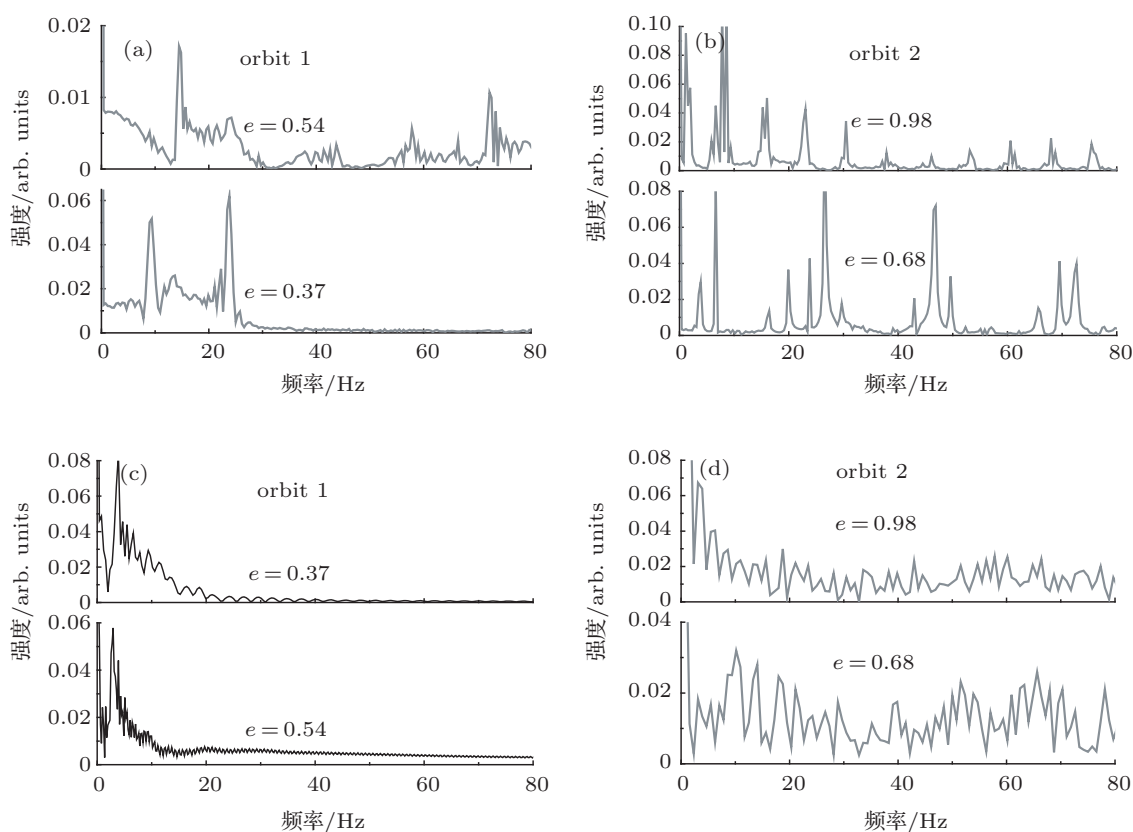 (a)
orbit 1
0.02
0.01
0
e = 0.54
0.06
0.04
0.02
0
e = 0.37
强度/arb. units
0 20 40 60 80
频率/Hz
(b)
orbit 2
0.10
0.08
0.06
0.04
0.02
0
e = 0.98
0.08
0.06
0.04
0.02
0
e = 0.68
强度/arb. units
0 20 40 60 80
频率/Hz
(c)
orbit 1
0.08
0.06
0.04
0.02
0
e = 0.37
0.06
0.04
0.02
0
e = 0.54
强度/arb. units
0 20 40 60 80
频率/Hz
(d)
orbit 2
0.08
0.06
0.04
0.02
0
e = 0.98
0.04
0.02
0
e = 0.68
强度/arb. units
0 20 40 60 80
频率/Hz